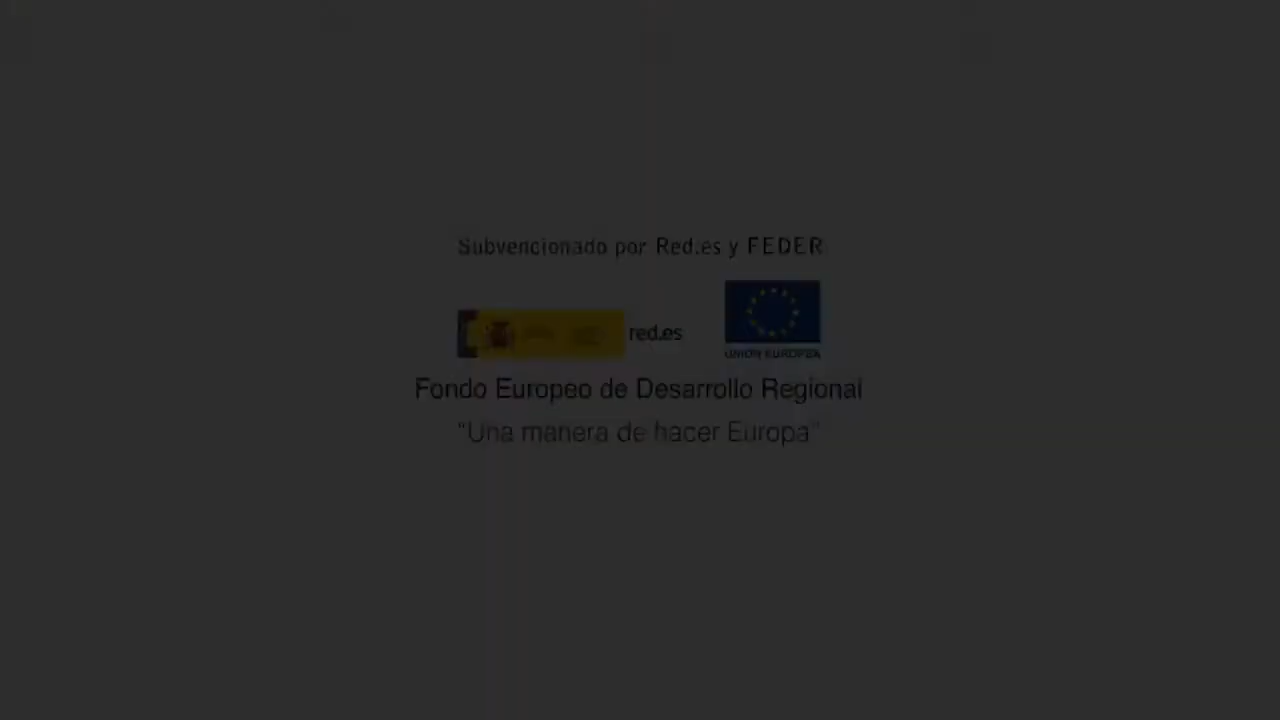 Subvencionado por Red.es y FEDER
red.es
UNIÓN EUROPEA
Fondo Europeo de Desarrollo Regional
“Una manera de hacer Europa”